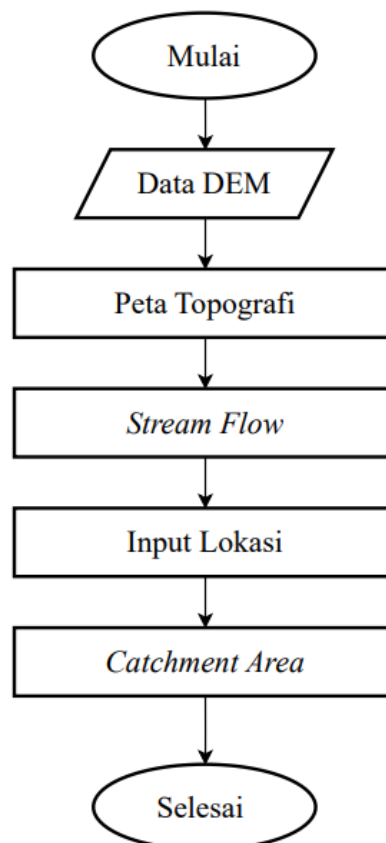 Mulai
Data DEM
Peta Topografi
Stream Flow
Input Lokasi
Catchment Area
Selesai